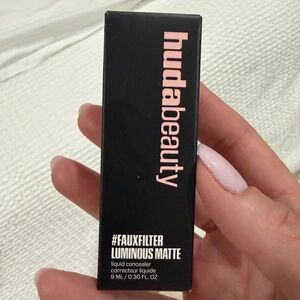 hudabeauty
#FAUXFILTER
LUMINOUS MATTE
liquid concealer
correcteur liquide
9 ML / 0.30 FL. OZ